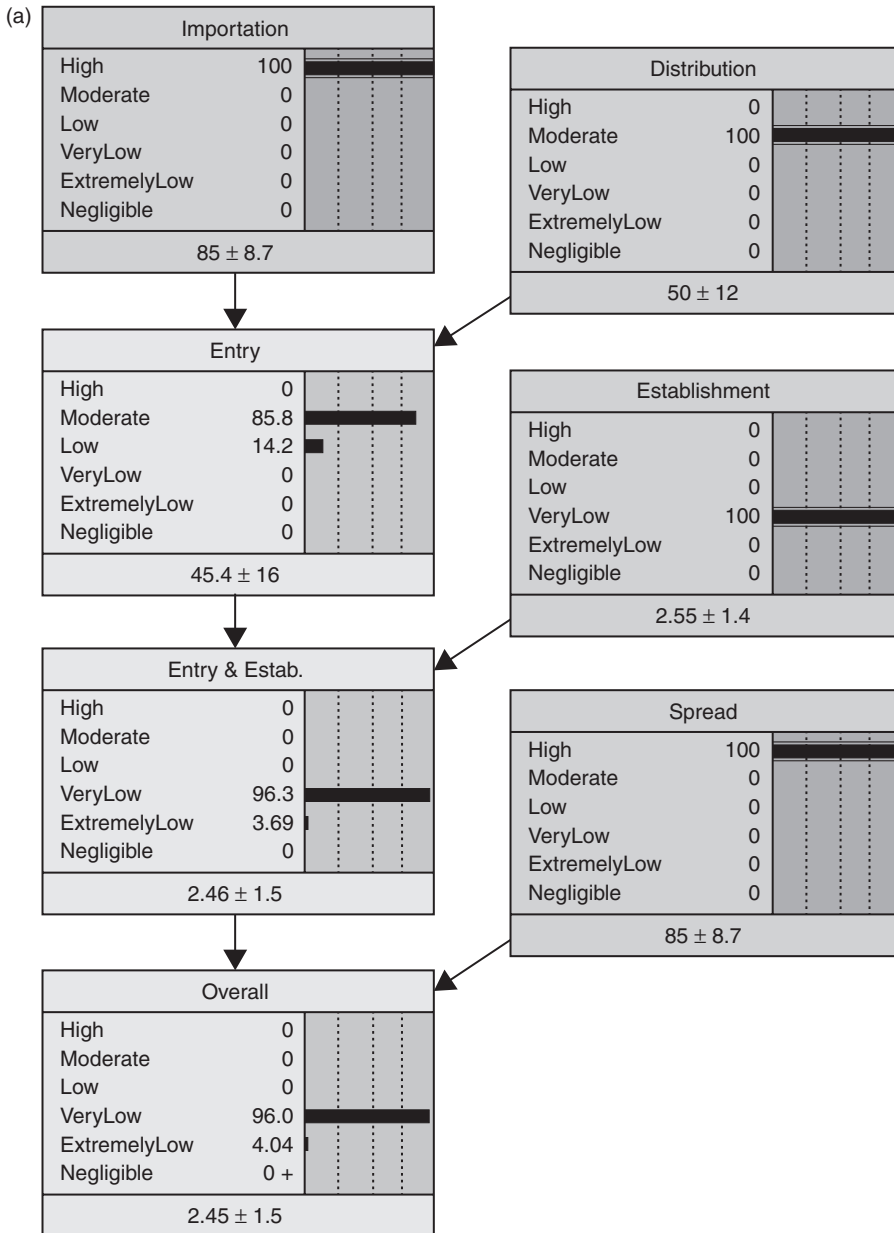 (a)
Importation
High 100
Moderate 0
Low 0
VeryLow 0
ExtremelyLow 0
Negligible 0
85 ± 8.7
Distribution
High 0
Moderate 100
Low 0
VeryLow 0
ExtremelyLow 0
Negligible 0
50 ± 12
Entry
High 0
Moderate 85.8
Low 14.2
VeryLow 0
ExtremelyLow 0
Negligible 0
45.4 ± 16
Establishment
High 0
Moderate 0
Low 0
VeryLow 100
ExtremelyLow 0
Negligible 0
2.55 ± 1.4
Entry & Estab.
High 0
Moderate 0
Low 0
VeryLow 96.3
ExtremelyLow 3.69
Negligible 0
2.46 ± 1.5
Spread
High 100
Moderate 0
Low 0
VeryLow 0
ExtremelyLow 0
Negligible 0
85 ± 8.7
Overall
High 0
Moderate 0
Low 0
VeryLow 96.0
ExtremelyLow 4.04
Negligible 0 +
2.45 ± 1.5